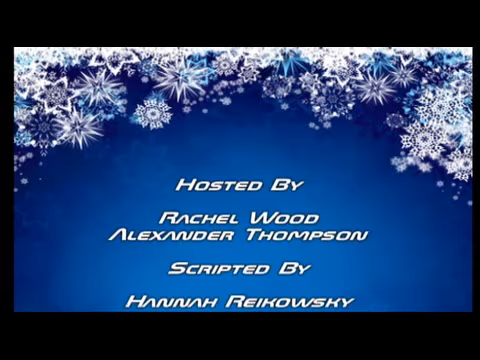 Hosted By
Rachel Wood
Alexander Thompson
Scripted By
Hannah Reikowsky